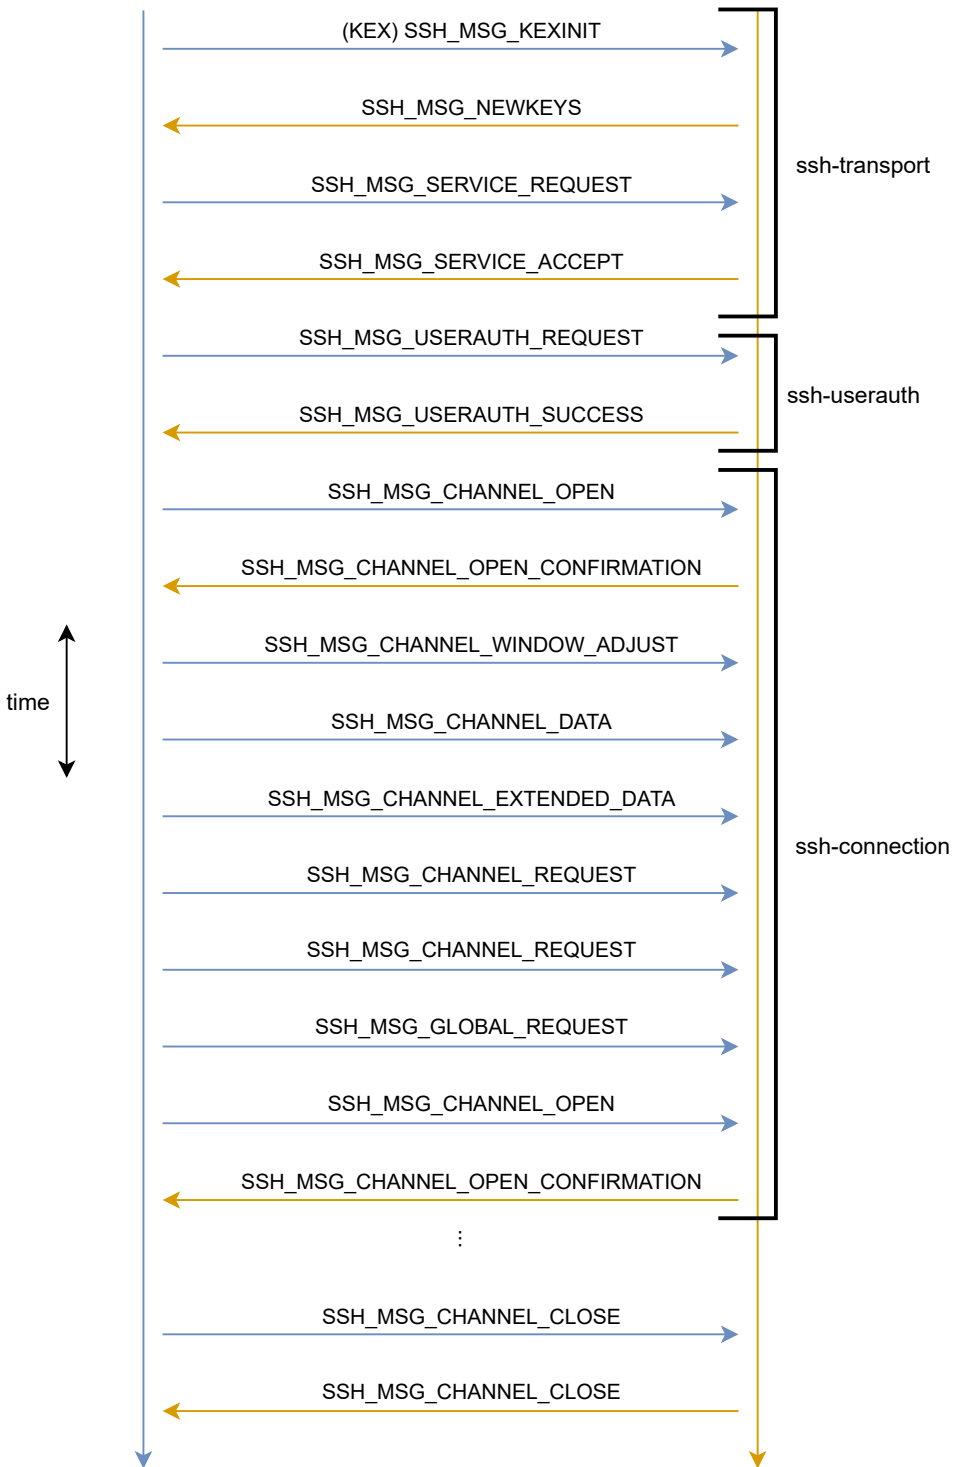 (KEX) SSH_MSG_KEXINIT
SSH_MSG_NEWKEYS
ssh-transport
SSH_MSG_SERVICE_REQUEST
SSH_MSG_SERVICE_ACCEPT
SSH_MSG_USERAUTH_REQUEST
ssh-userauth
SSH_MSG_USERAUTH_SUCCESS
SSH_MSG_CHANNEL_OPEN
SSH_MSG_CHANNEL_OPEN_CONFIRMATION
SSH_MSG_CHANNEL_WINDOW_ADJUST
time
SSH_MSG_CHANNEL_DATA
SSH_MSG_CHANNEL_EXTENDED_DATA
ssh-connection
SSH_MSG_CHANNEL_REQUEST
SSH_MSG_CHANNEL_REQUEST
SSH_MSG_GLOBAL_REQUEST
SSH_MSG_CHANNEL_OPEN
SSH_MSG_CHANNEL_OPEN_CONFIRMATION
⋮
SSH_MSG_CHANNEL_CLOSE
SSH_MSG_CHANNEL_CLOSE